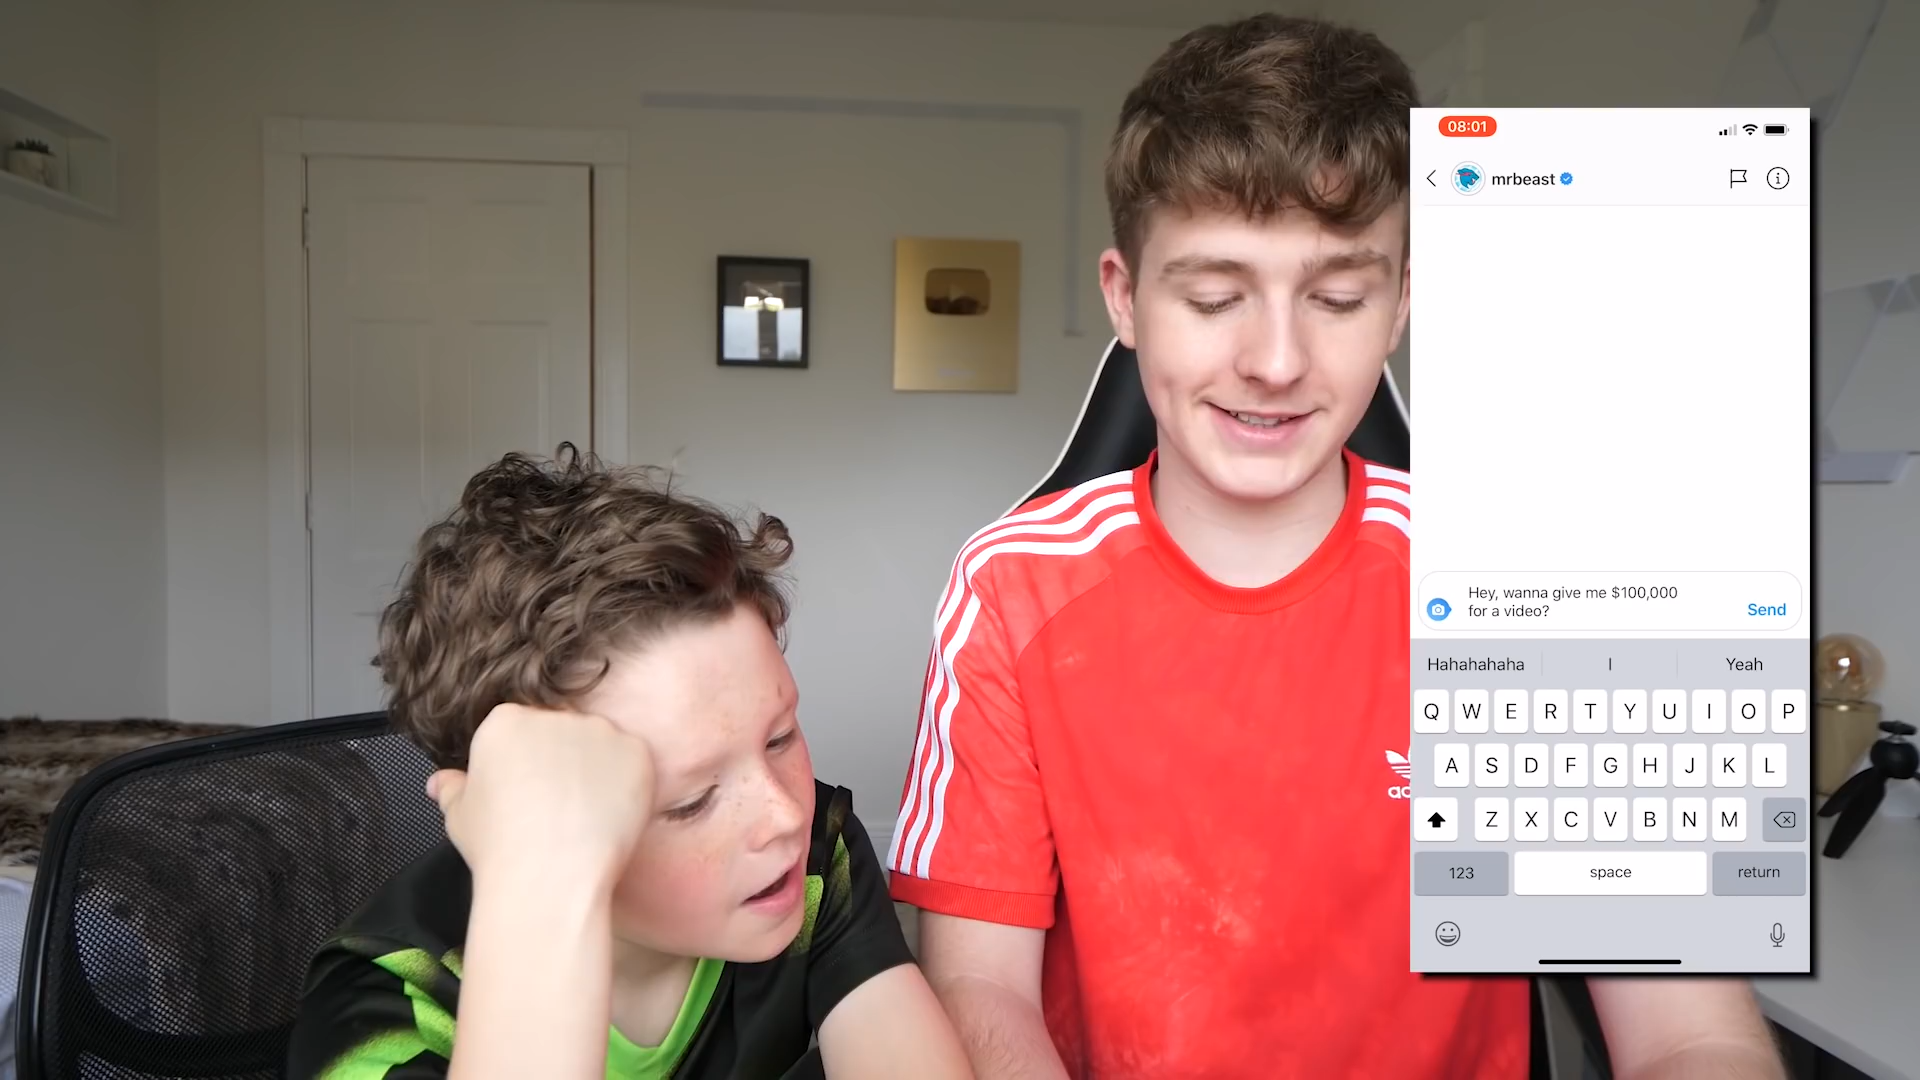 08:01
mrbeast
Hey, wanna give me $100,000
for a video?
Send
Hahahahaha I Yeah
Q W E R T Y U I O P
A S D F G H J K L
Z X C V B N M
123 space return